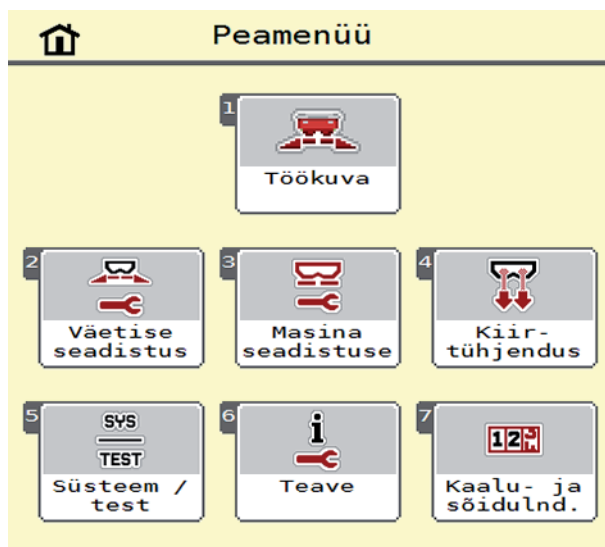 Peamenüü
1
Töökuva
2
Väetise
seadistus
3
Masina
seadistuse
4
Kiir-
tühjendus
5
SYS
TEST
Süsteem /
test
6
i
Teave
7
12
Kaalu- ja
sõidulnd.